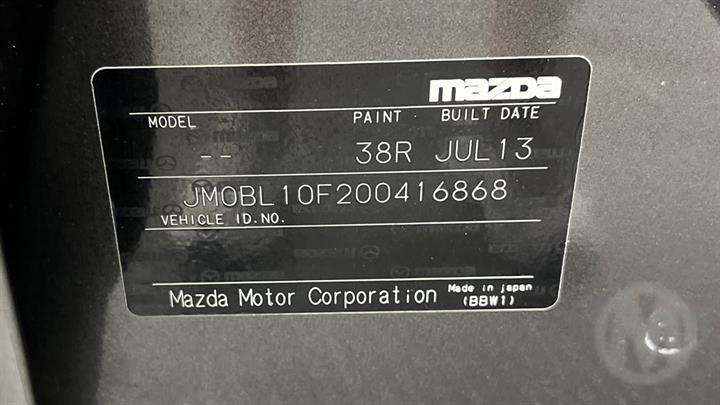 mazda
MODEL PAINT BUILT DATE
-- 38R JUL13
JM0BL10F200416868
VEHICLE ID.NO.
Mazda Motor Corporation Made in japan (BBW1)